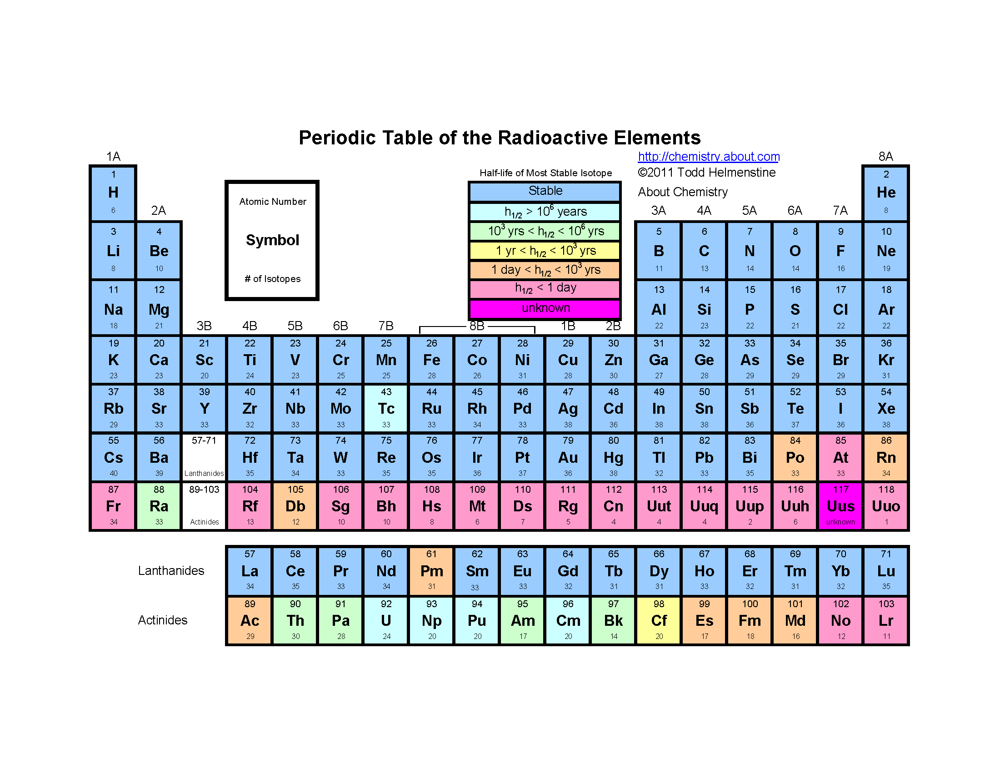 Periodic Table of the Radioactive Elements
1A
http://chemistry.about.com
8A
Half-life of Most Stable Isotope
©2011 Todd Helmenstine
About Chemistry
Atomic Number
Symbol
# of Isotopes
Stable
h1/2 > 10^6 years
10^3 yrs < h1/2 < 10^6 yrs
1 yr < h1/2 < 10^3 yrs
1 day < h1/2 < 10^3 yrs
h1/2 < 1 day
unknown
1 2
H He
6 8
2A 3A 4A 5A 6A 7A
3 4 5 6 7 8 9 10
Li Be B C N O F Ne
8 10 11 13 14 14 16 19
11 12 13 14 15 16 17 18
Na Mg Al Si P S Cl Ar
18 21 22 23 22 21 22 22
3B 4B 5B 6B 7B 8B 1B 2B
19 20 21 22 23 24 25 26 27 28 29 30 31 32 33 34 35 36
K Ca Sc Ti V Cr Mn Fe Co Ni Cu Zn Ga Ge As Se Br Kr
23 23 20 24 23 25 25 28 26 31 28 30 27 28 29 29 29 31
37 38 39 40 41 42 43 44 45 46 47 48 49 50 51 52 53 54
Rb Sr Y Zr Nb Mo Tc Ru Rh Pd Ag Cd In Sn Sb Te I Xe
29 33 33 32 33 33 33 33 34 33 38 36 38 38 36 37 36 38
55 56 57-71 72 73 74 75 76 77 78 79 80 81 82 83 84 85 86
Cs Ba Hf Ta W Re Os Ir Pt Au Hg Tl Pb Bi Po At Rn
40 39 Lanthanides 35 34 33 35 35 36 37 36 38 32 33 35 33 33 34
87 88 89-103 104 105 106 107 108 109 110 111 112 113 114 115 116 117 118
Fr Ra Rf Db Sg Bh Hs Mt Ds Rg Cn Uut Uuq Uup Uuh Uus Uuo
34 33 Actinides 13 12 10 10 8 6 7 5 4 4 4 2 6 unknown 1
57 58 59 60 61 62 63 64 65 66 67 68 69 70 71
Lanthanides La Ce Pr Nd Pm Sm Eu Gd Tb Dy Ho Er Tm Yb Lu
34 35 33 34 31 33 33 32 31 31 33 32 31 32 35
89 90 91 92 93 94 95 96 97 98 99 100 101 102 103
Actinides Ac Th Pa U Np Pu Am Cm Bk Cf Es Fm Md No Lr
29 30 28 24 20 20 17 20 14 20 17 18 16 12 11